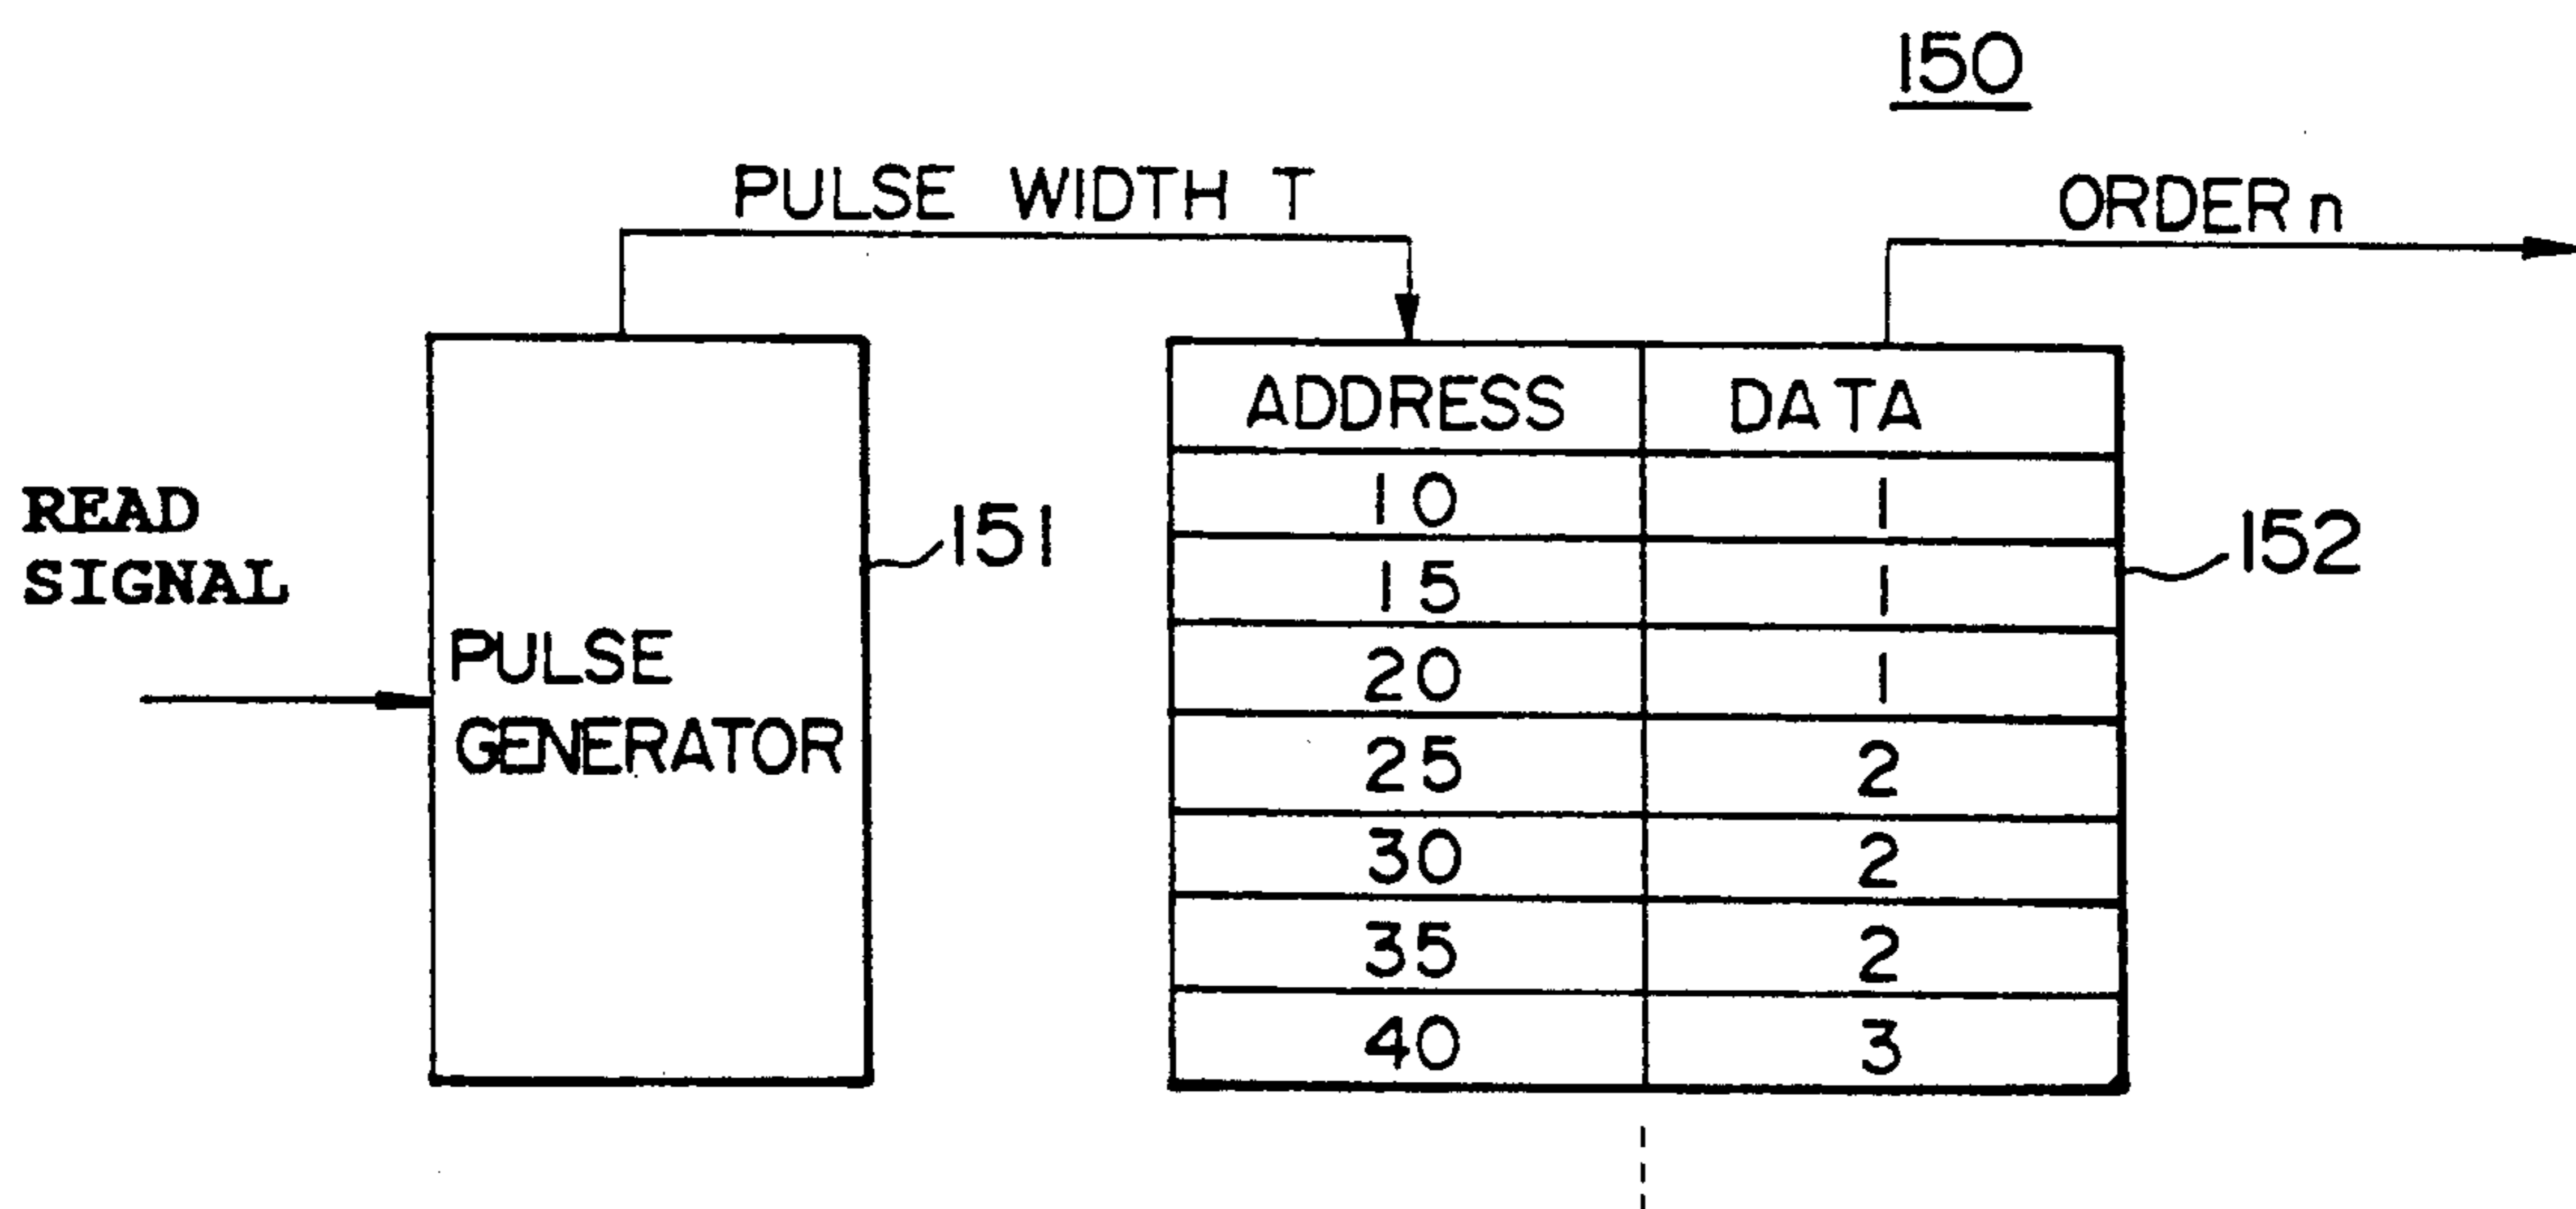 150
PULSE WIDTH T
ORDER n
READ
SIGNAL
PULSE
GENERATOR
151
ADDRESS DATA
10 1
15 1
20 1
25 2
30 2
35 2
40 3
152